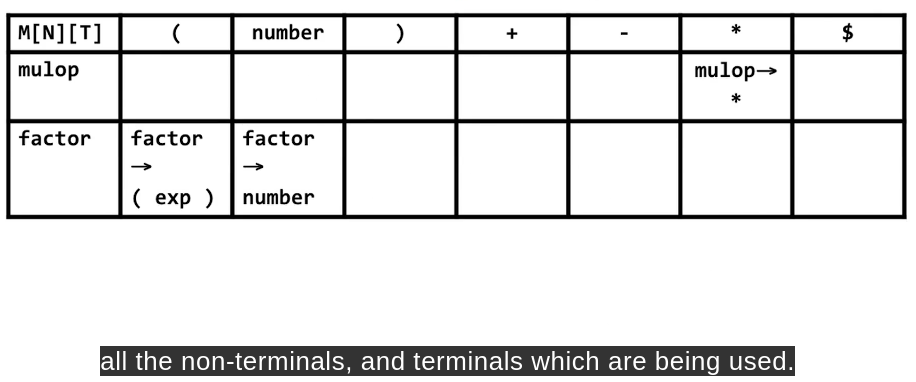 M[N][T] ( number ) + - * $
mulop mulop→
*
factor factor factor
→ →
( exp ) number
all the non-terminals, and terminals which are being used.